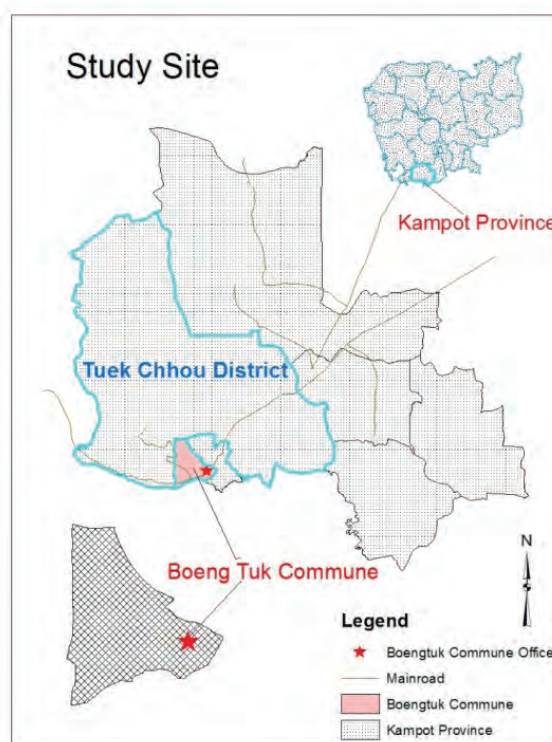 Study Site
Kampot Province
Tuek Chhou District
Boeng Tuk Commune
N
Legend
Boengtuk Commune Office
Mainroad
Boengtuk Commune
Kampot Province